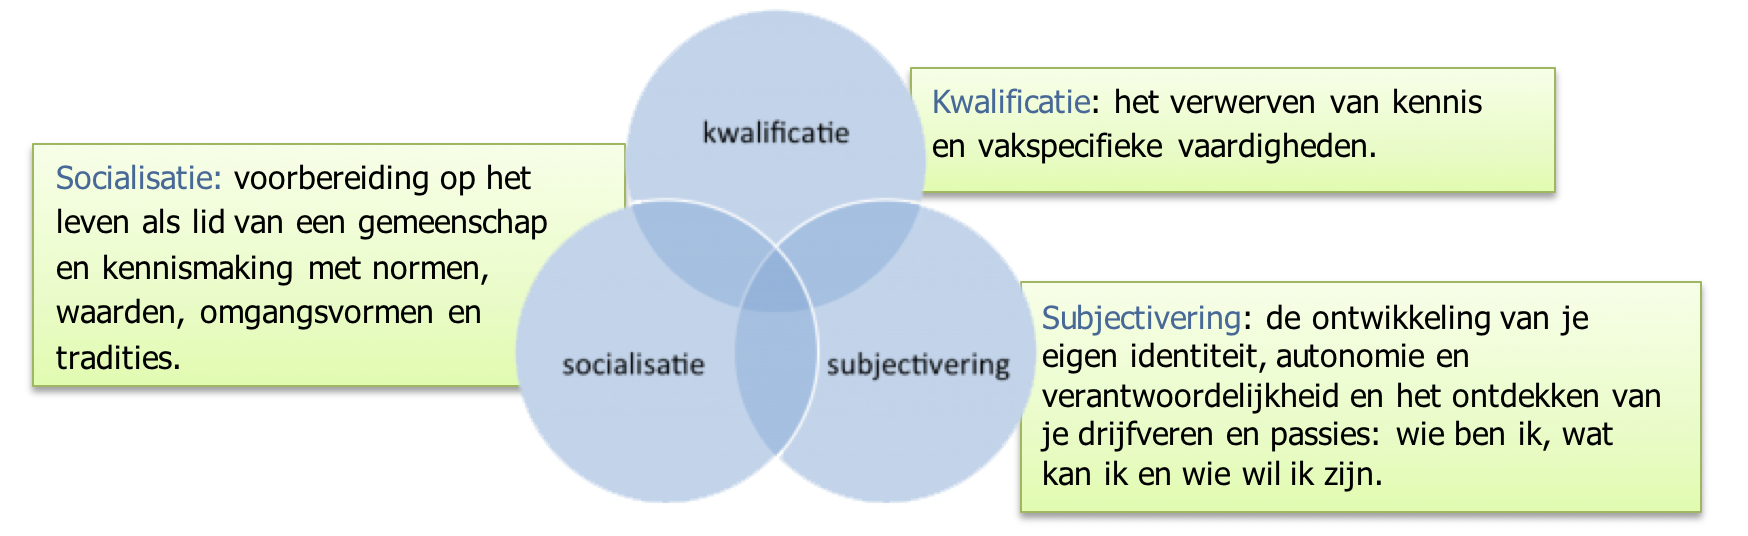 kwalificatie
Kwalificatie: het verwerven van kennis
en vakspecifieke vaardigheden.
Socialisatie: voorbereiding op het
leven als lid van een gemeenschap
en kennismaking met normen,
waarden, omgangsvormen en
tradities.
socialisatie
subjectivering
Subjectivering: de ontwikkeling van je
eigen identiteit, autonomie en
verantwoordelijkheid en het ontdekken van
je drijfveren en passies: wie ben ik, wat
kan ik en wie wil ik zijn.